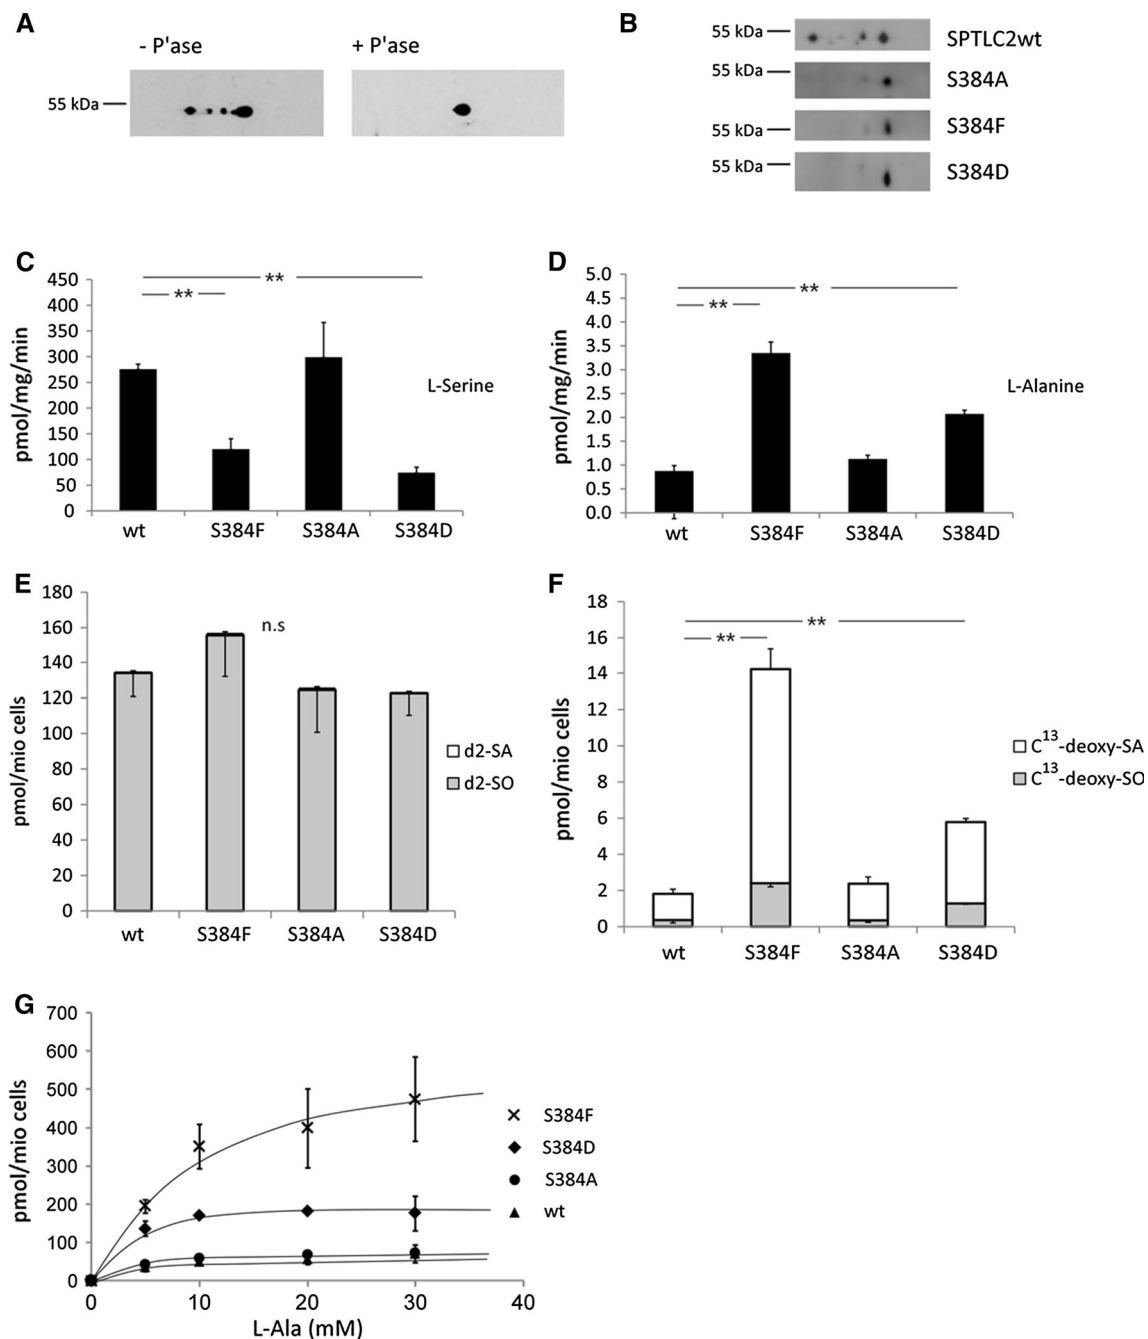 A
- P'ase
+ P'ase
55 kDa
B
55 kDa
SPTLC2wt
55 kDa
S384A
55 kDa
S384F
55 kDa
S384D
C
pmol/mg/min
450
400
350
300
250
200
150
100
50
0
**
**
L-Serine
wt S384F S384A S384D
D
pmol/mg/min
5.0
4.5
4.0
3.5
3.0
2.5
2.0
1.5
1.0
0.5
0.0
**
**
L-Alanine
wt S384F S384A S384D
E
pmol/mio cells
180
160
140
120
100
80
60
40
20
0
n.s
d2-SA
d2-SO
wt S384F S384A S384D
F
pmol/mio cells
18
16
14
12
10
8
6
4
2
0
**
**
C13-deoxy-SA
C13-deoxy-SO
wt S384F S384A S384D
G
pmol/mio cells
700
600
500
400
300
200
100
0
S384F
S384D
S384A
wt
0 10 20 30 40
L-Ala (mM)